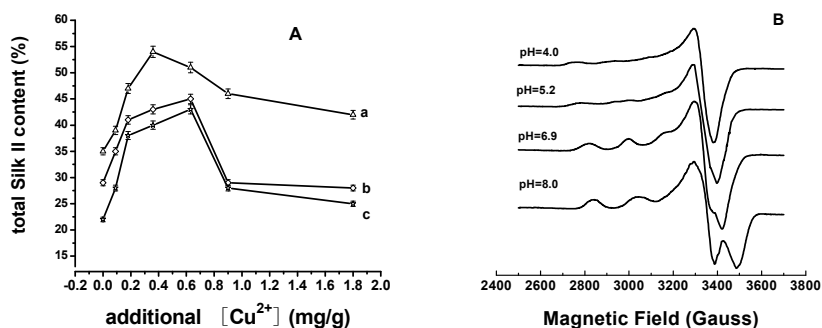 A
total Silk II content (%)
60
55
50
45
40
35
30
25
20
15
a
b
c
-0.2 0.0 0.2 0.4 0.6 0.8 1.0 1.2 1.4 1.6 1.8 2.0
additional [Cu2+] (mg/g)
B
pH=4.0
pH=5.2
pH=6.9
pH=8.0
2400 2600 2800 3000 3200 3400 3600 3800
Magnetic Field (Gauss)